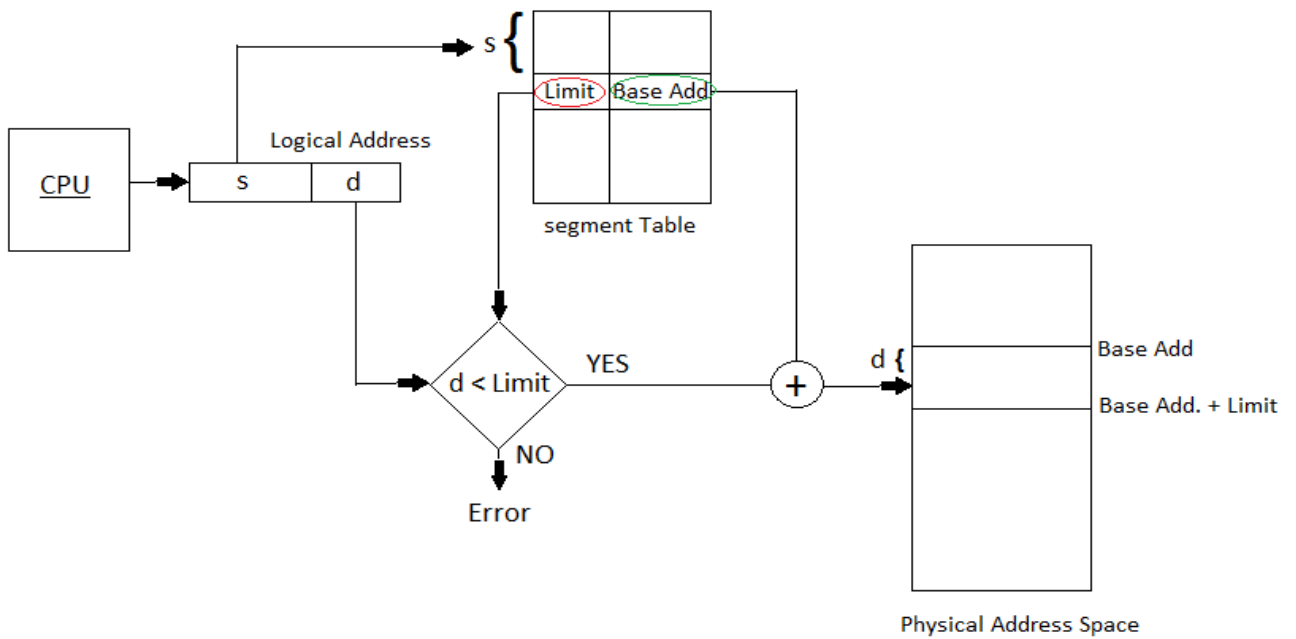 s {
Limit
Base Add.
Logical Address
CPU
s
d
segment Table
d < Limit
YES
+
d {
Base Add
Base Add. + Limit
NO
Error
Physical Address Space